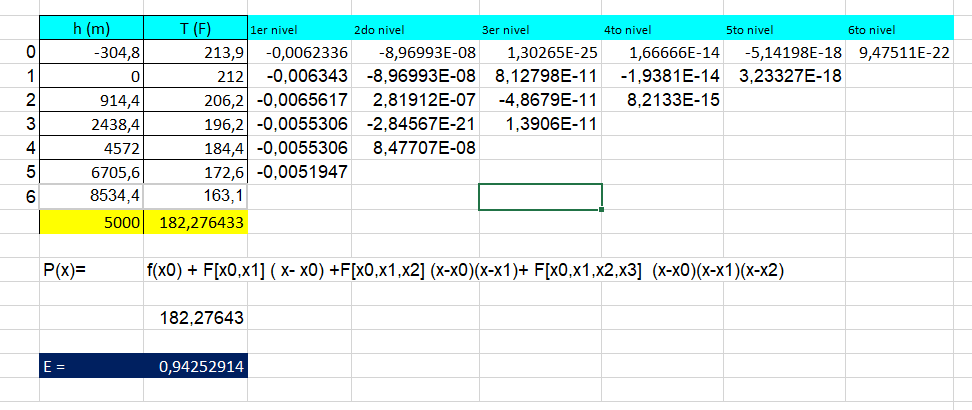 h (m) T (F) 1er nivel 2do nivel 3er nivel 4to nivel 5to nivel 6to nivel
0 -304,8 213,9 -0,0062336 -8,96993E-08 1,30265E-25 1,66666E-14 -5,14198E-18 9,47511E-22
1 0 212 -0,006343 -8,96993E-08 8,12798E-11 -1,9381E-14 3,23327E-18
2 914,4 206,2 -0,0065617 2,81912E-07 -4,8679E-11 8,2133E-15
3 2438,4 196,2 -0,0055306 -2,84567E-21 1,3906E-11
4 4572 184,4 -0,0055306 8,47707E-08
5 6705,6 172,6 -0,0051947
6 8534,4 163,1
5000 182,276433
P(x)= f(x0) + F[x0,x1] ( x- x0) +F[x0,x1,x2] (x-x0)(x-x1)+ F[x0,x1,x2,x3] (x-x0)(x-x1)(x-x2)
182,27643
E = 0,94252914